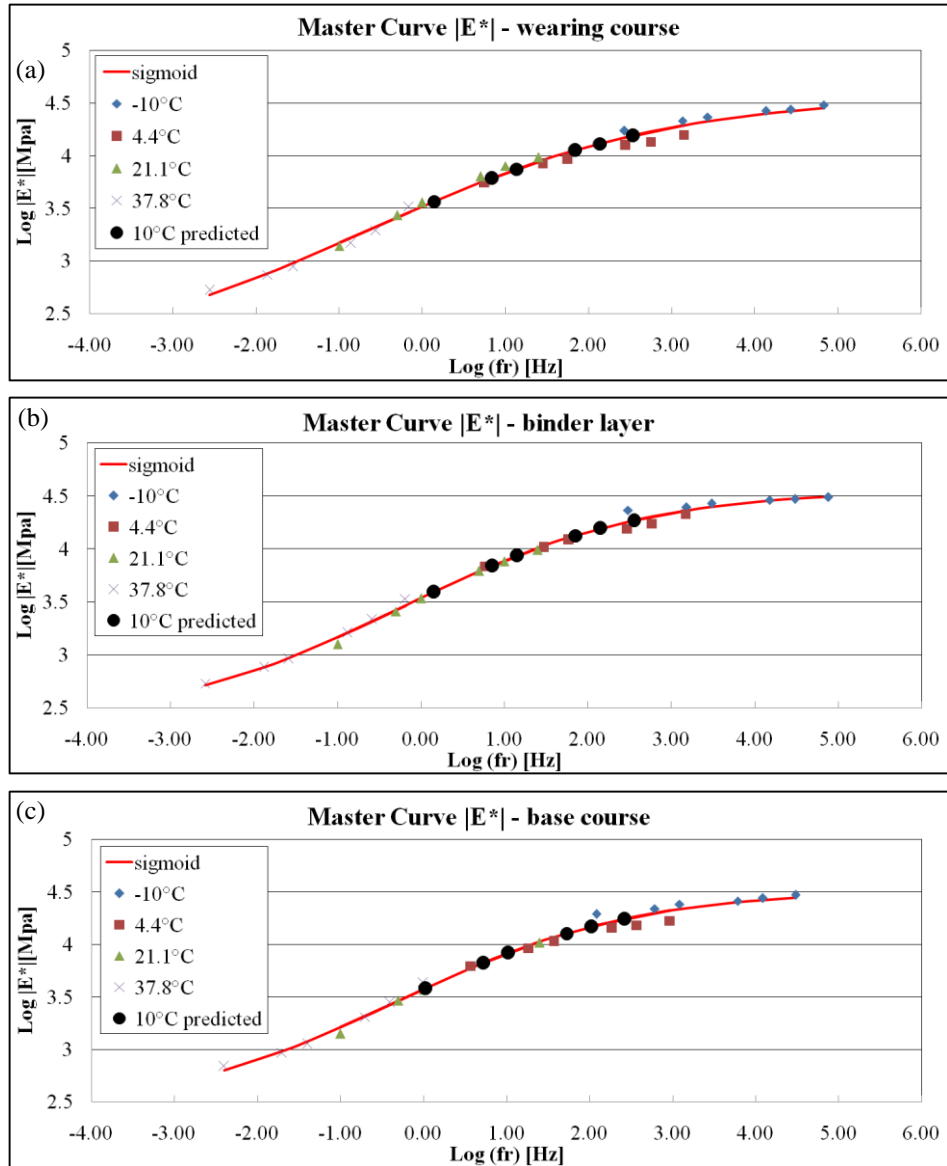 Master Curve |E*| - wearing course
(a)
5
4.5
4
3.5
3
2.5
Log |E*|[Mpa]
sigmoid
-10°C
4.4°C
21.1°C
37.8°C
10°C predicted
-4.00 -3.00 -2.00 -1.00 0.00 1.00 2.00 3.00 4.00 5.00 6.00
Log (fr) [Hz]
Master Curve |E*| - binder layer
(b)
5
4.5
4
3.5
3
2.5
Log |E*|[Mpa]
sigmoid
-10°C
4.4°C
21.1°C
37.8°C
10°C predicted
-4.00 -3.00 -2.00 -1.00 0.00 1.00 2.00 3.00 4.00 5.00 6.00
Log (fr) [Hz]
Master Curve |E*| - base course
(c)
5
4.5
4
3.5
3
2.5
Log |E*|[Mpa]
sigmoid
-10°C
4.4°C
21.1°C
37.8°C
10°C predicted
-4.00 -3.00 -2.00 -1.00 0.00 1.00 2.00 3.00 4.00 5.00 6.00
Log (fr) [Hz]